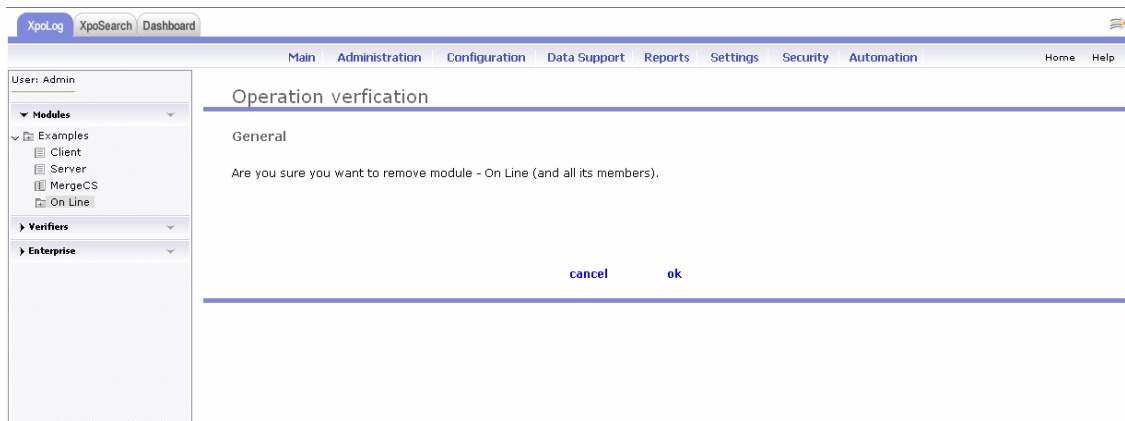 XpoLog XpoSearch Dashboard
Main Administration Configuration Data Support Reports Settings Security Automation Home Help
User: Admin
Modules
Examples
Client
Server
MergeCS
On Line
Verifiers
Enterprise
Operation verfication
General
Are you sure you want to remove module - On Line (and all its members).
cancel ok